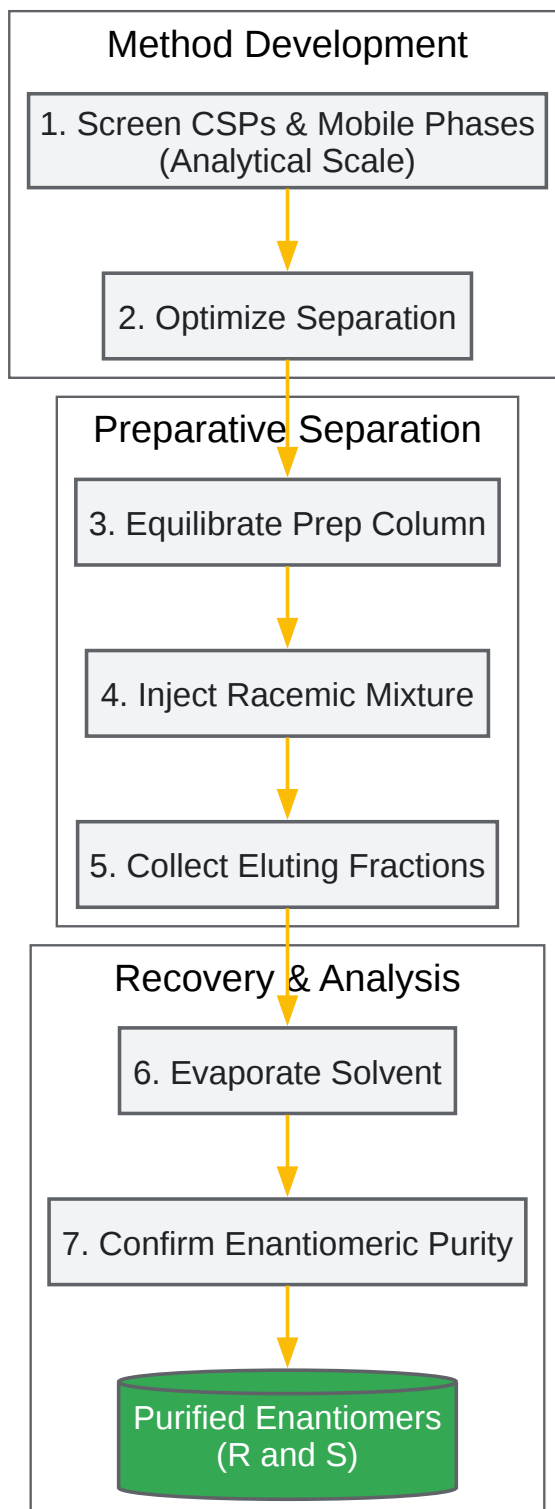 Method Development
1. Screen CSPs & Mobile Phases
(Analytical Scale)
2. Optimize Separation
Preparative Separation
3. Equilibrate Prep Column
4. Inject Racemic Mixture
5. Collect Eluting Fractions
Recovery & Analysis
6. Evaporate Solvent
7. Confirm Enantiomeric Purity
Purified Enantiomers
(R and S)